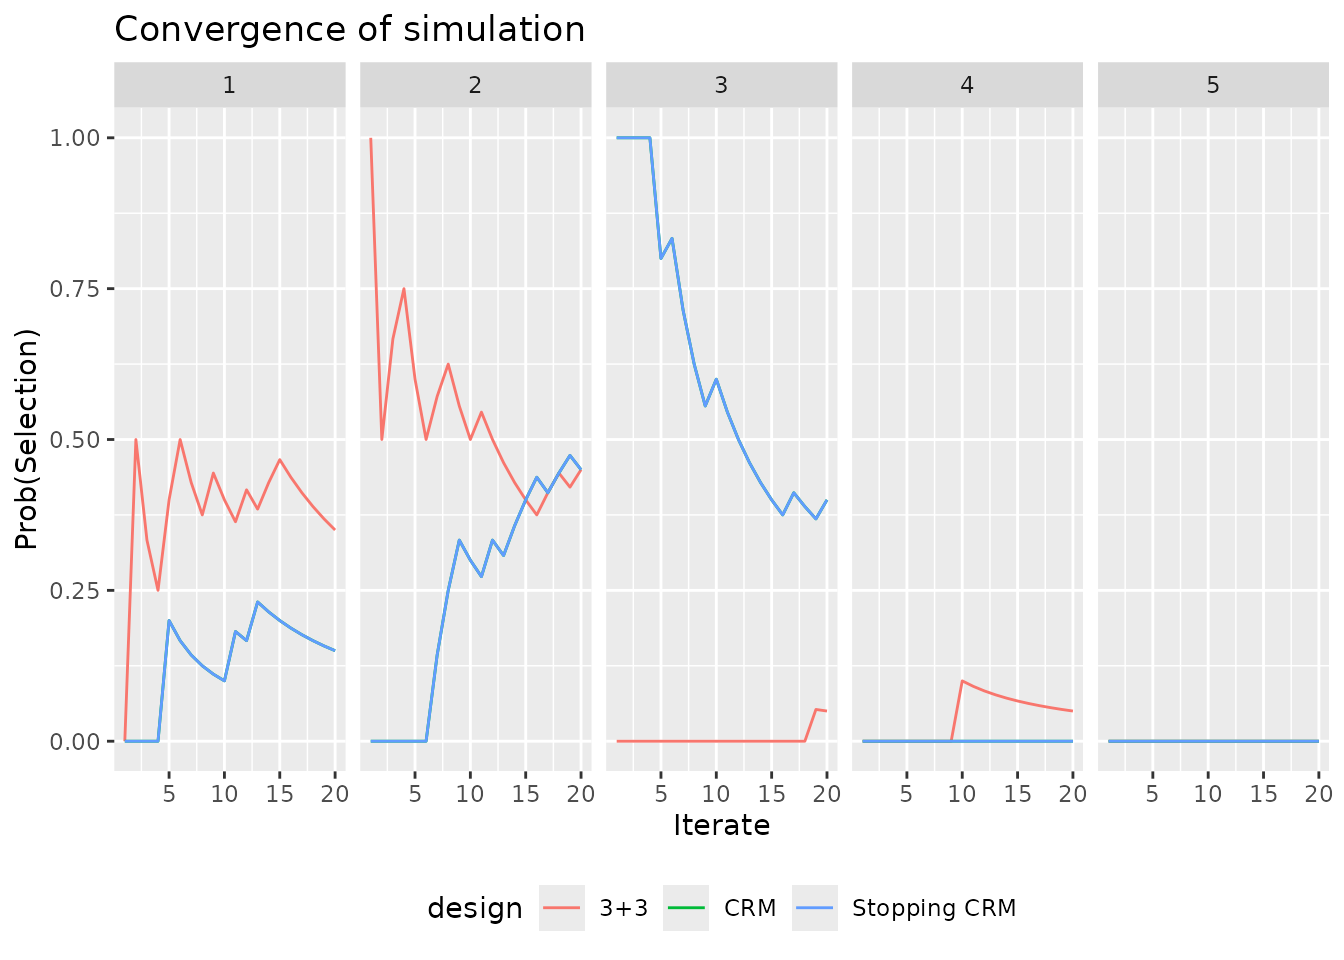 Convergence of simulation
1 2 3 4 5
Prob(Selection)
1.00
0.75
0.50
0.25
0.00
5 10 15 20 5 10 15 20 5 10 15 20 5 10 15 20 5 10 15 20
Iterate
design 3+3 CRM Stopping CRM